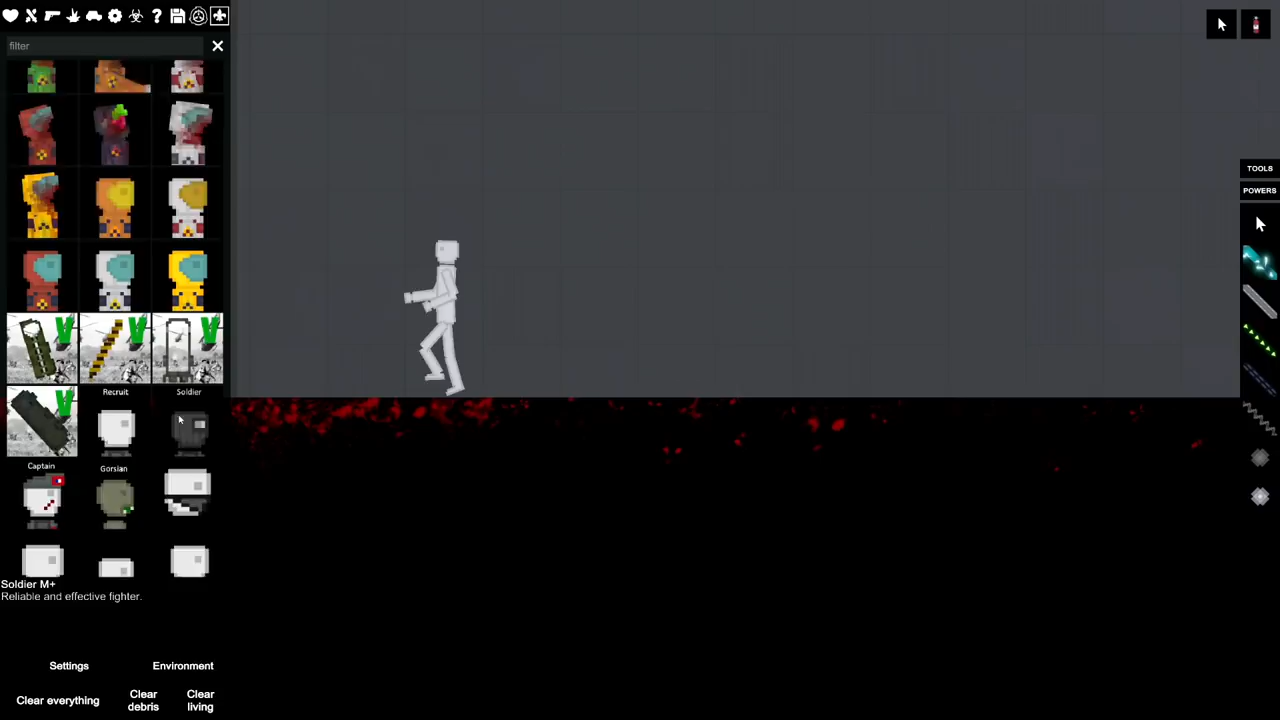 filter
TOOLS
POWERS
Recruit
Soldier
Captain
Gorsian
Soldier M+
Reliable and effective fighter.
Settings
Environment
Clear everything
Clear
debris
Clear
living